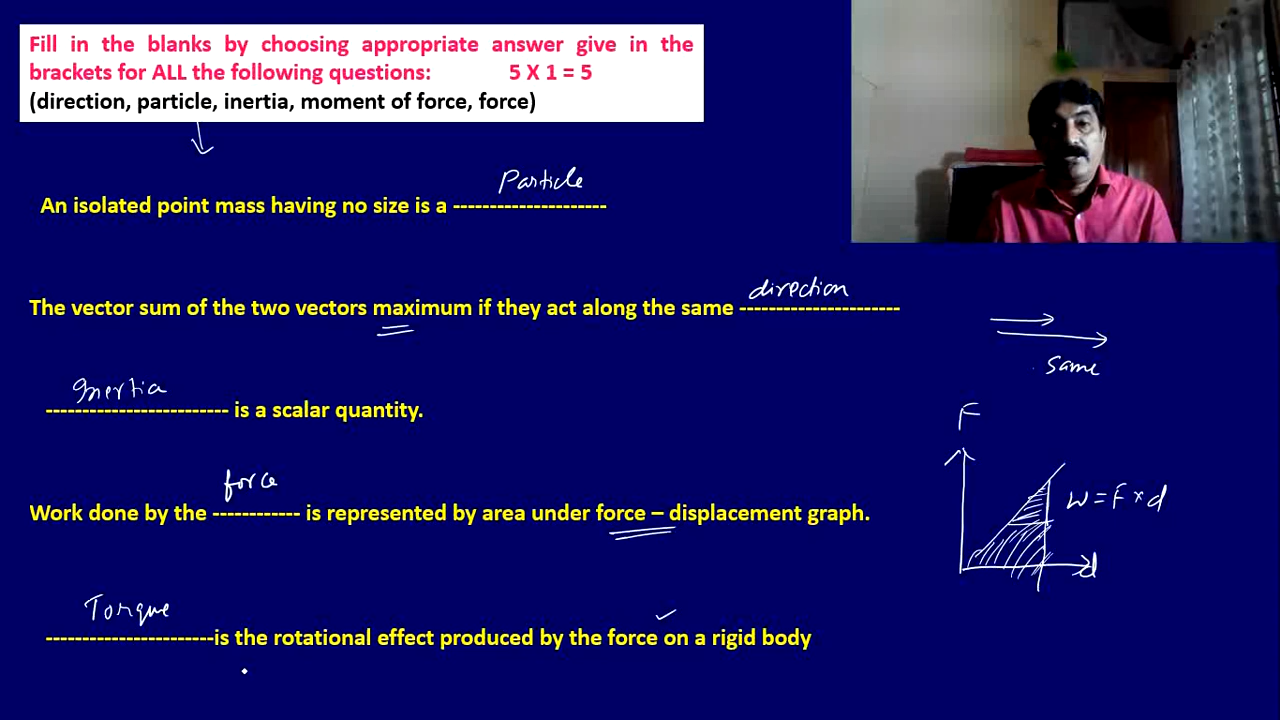 Fill in the blanks by choosing appropriate answer give in the
brackets for ALL the following questions: 5 X 1 = 5
(direction, particle, inertia, moment of force, force)
Particle
An isolated point mass having no size is a ---------------------
direction
The vector sum of the two vectors maximum if they act along the same ----------------------
Same
Inertia
------------------------- is a scalar quantity.
F
force
W = F × d
Work done by the ------------ is represented by area under force – displacement graph.
d
Torque
-----------------------is the rotational effect produced by the force on a rigid body